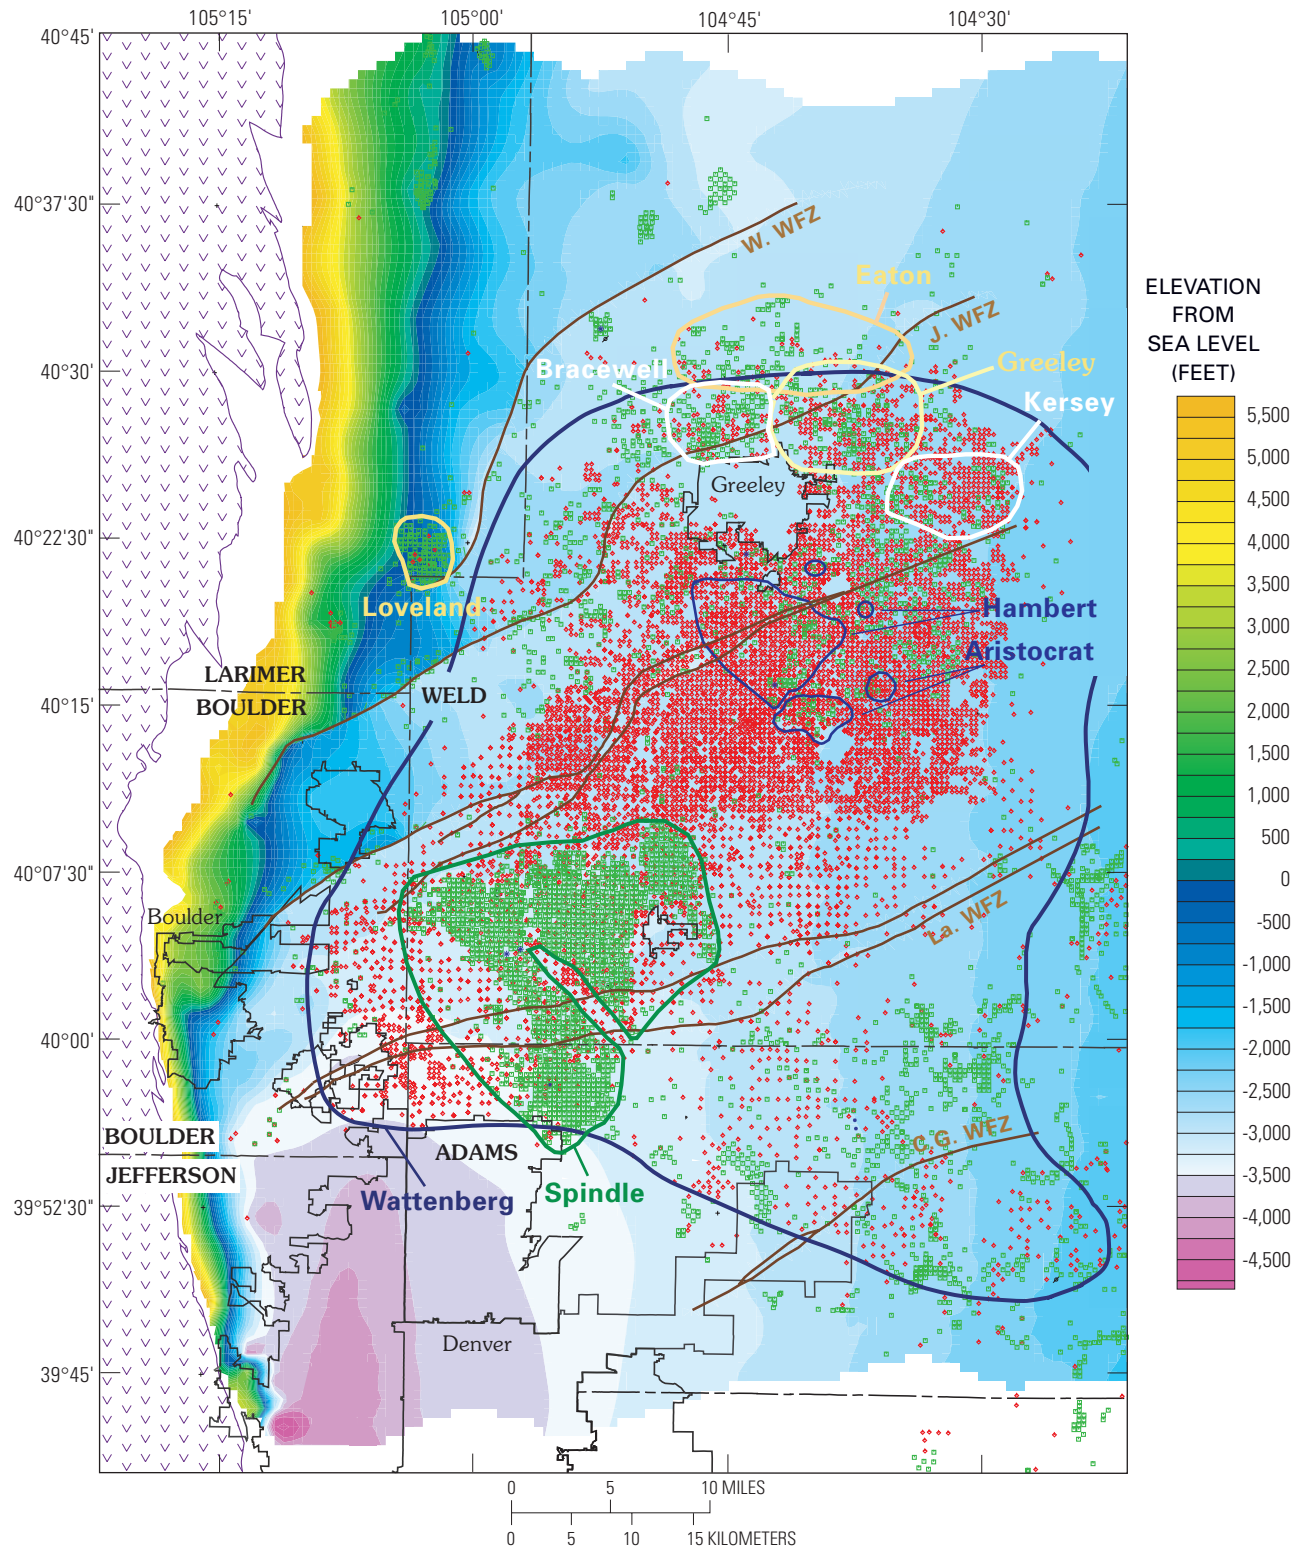 105°15'
105°00'
104°45'
104°30'
40°45'
40°37'30"
40°30'
40°22'30"
40°15'
40°07'30"
40°00'
39°52'30"
39°45'
W. WFZ
Eaton
J. WFZ
Bracewell
Greeley
Kersey
Greeley
Loveland
Hambert
Aristocrat
LARIMER
BOULDER
WELD
Boulder
La. WFZ
C.G. WFZ
BOULDER
JEFFERSON
ADAMS
Wattenberg
Spindle
Denver
ELEVATION
FROM
SEA LEVEL
(FEET)
5,500
5,000
4,500
4,000
3,500
3,000
2,500
2,000
1,500
1,000
500
0
-500
-1,000
-1,500
-2,000
-2,500
-3,000
-3,500
-4,000
-4,500
0 5 10 MILES
0 5 10 15 KILOMETERS